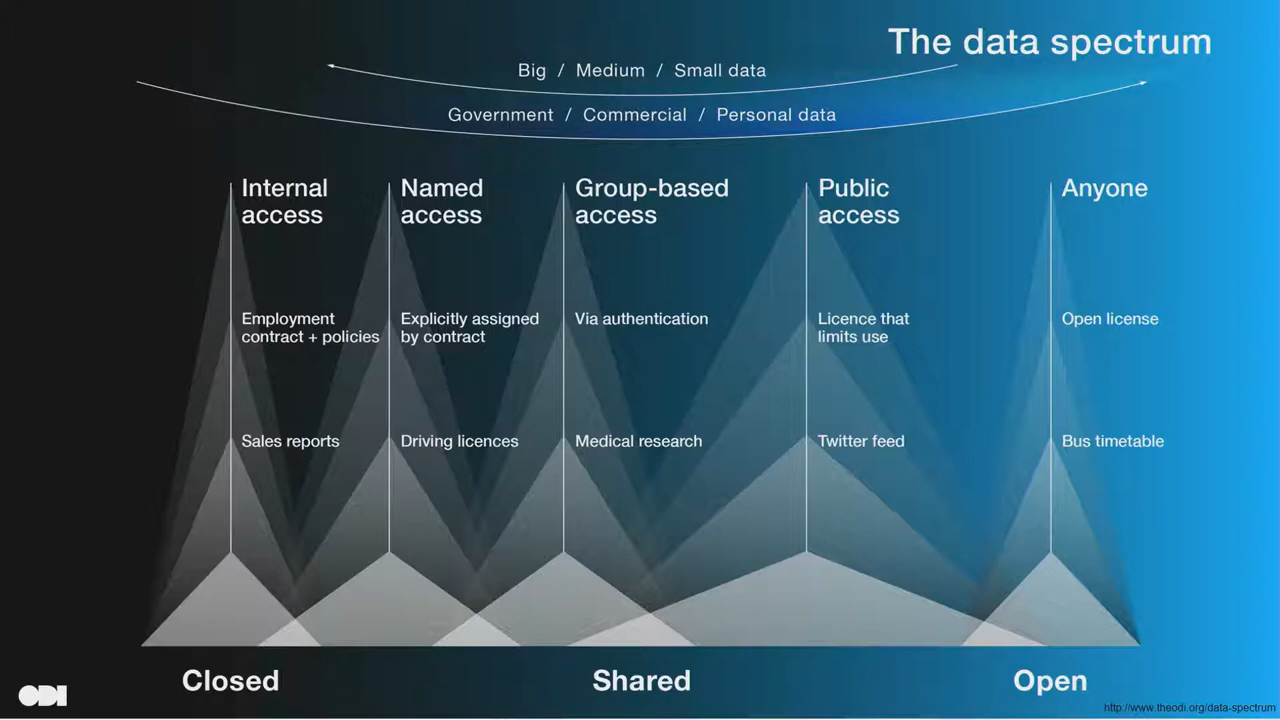 The data spectrum
Big / Medium / Small data
Government / Commercial / Personal data
Internal
access
Named
access
Group-based
access
Public
access
Anyone
Employment
contract + policies
Explicitly assigned
by contract
Via authentication
Licence that
limits use
Open license
Sales reports
Driving licences
Medical research
Twitter feed
Bus timetable
Closed
Shared
Open
ODI
http://www.theodi.org/data-spectrum